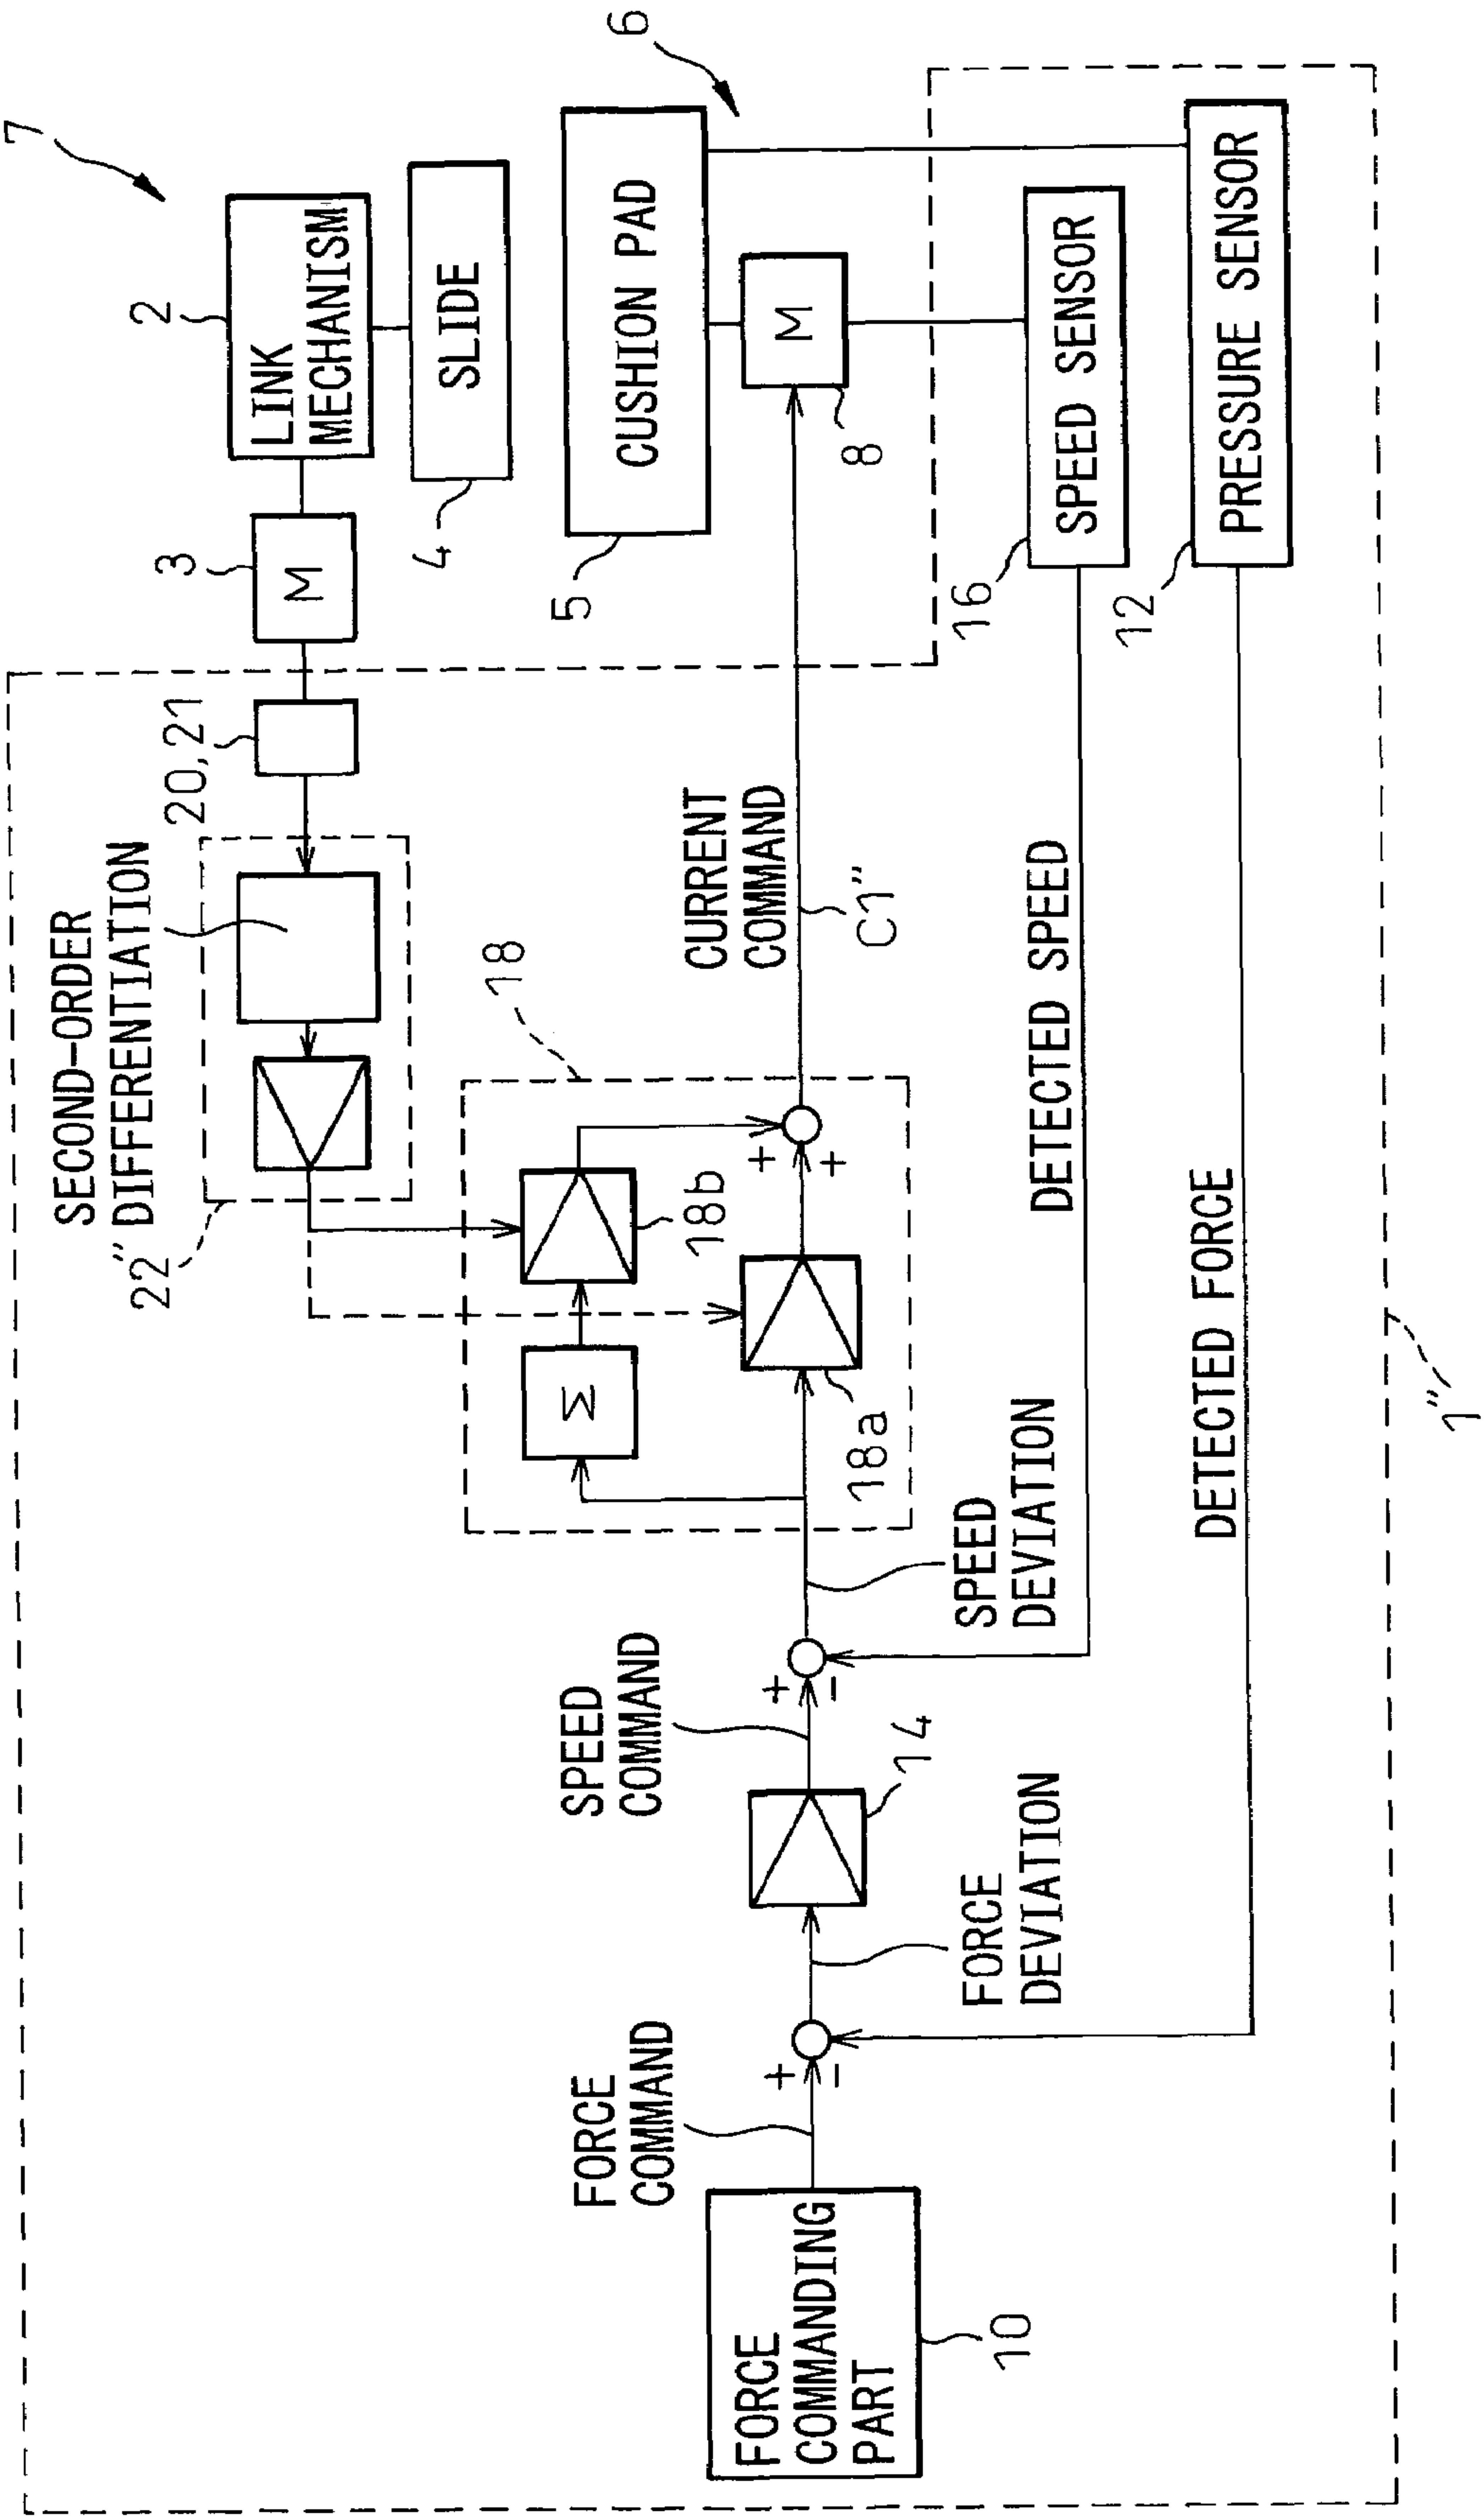 7
2
LINK
MECHANISM
3
M
20,21
SECOND-ORDER
DIFFERENTIATION
22"
SLIDE
4
6
CUSHION PAD
5
M
8
18
18b
Σ
18a
+
+
CURRENT
COMMAND
C1"
FORCE
COMMANDING
PART
10
FORCE
COMMAND
+
−
FORCE
DEVIATION
14
SPEED
COMMAND
+
−
SPEED
DEVIATION
DETECTED SPEED
16
SPEED SENSOR
DETECTED FORCE
12
PRESSURE SENSOR
1"